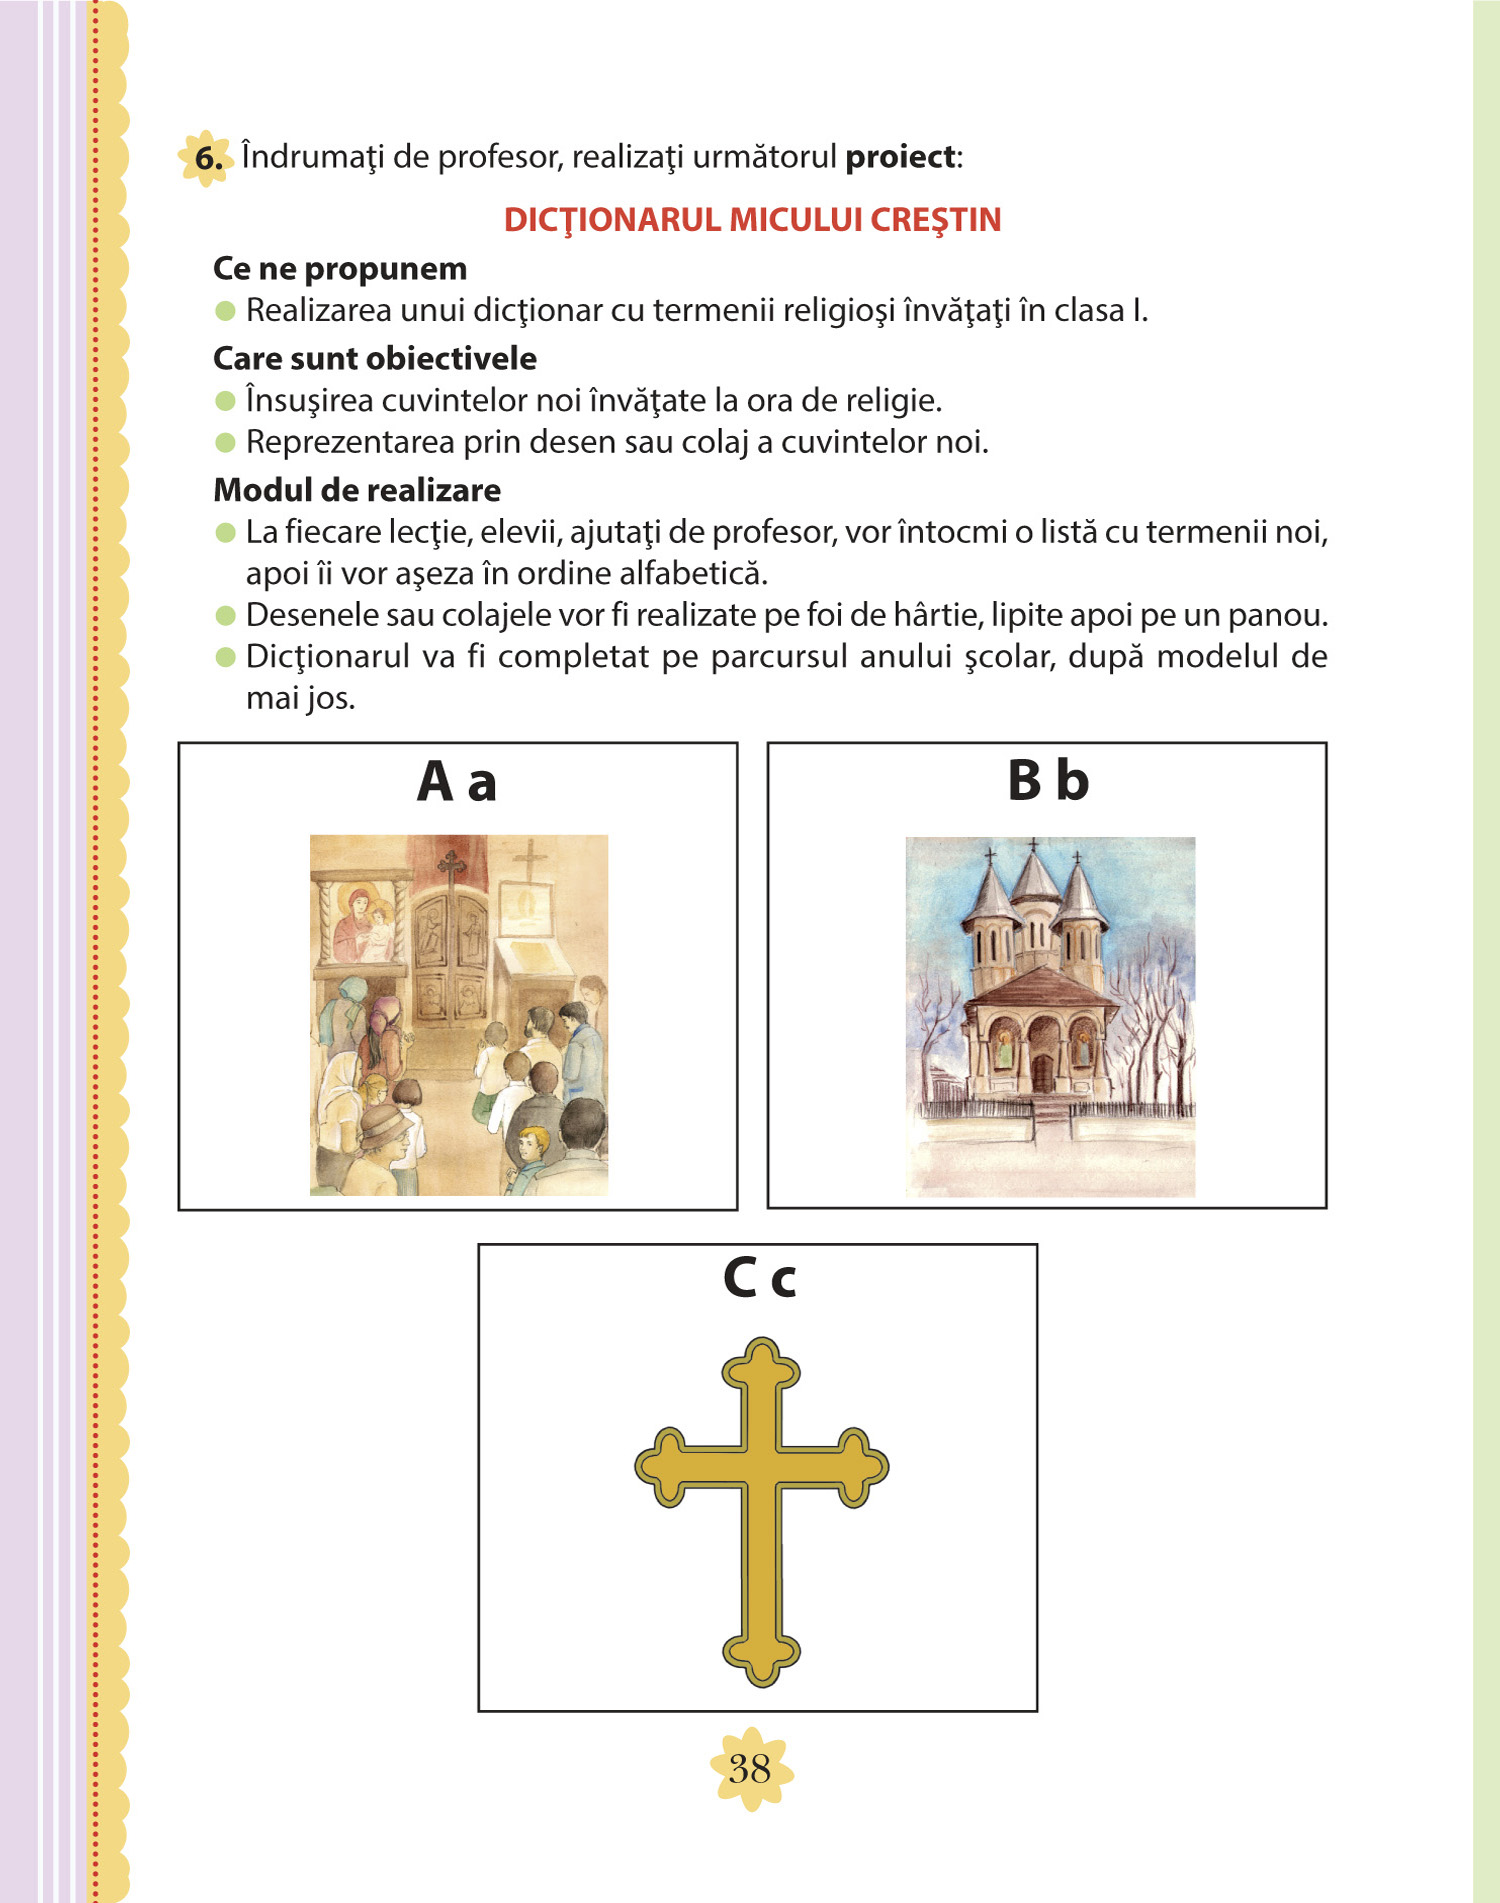 6. Îndrumaţi de profesor, realizaţi următorul proiect:
DICŢIONARUL MICULUI CREŞTIN
Ce ne propunem
● Realizarea unui dicţionar cu termenii religioşi învăţaţi în clasa I.
Care sunt obiectivele
● Însuşirea cuvintelor noi învăţate la ora de religie.
● Reprezentarea prin desen sau colaj a cuvintelor noi.
Modul de realizare
● La fiecare lecţie, elevii, ajutaţi de profesor, vor întocmi o listă cu termenii noi,
apoi îi vor aşeza în ordine alfabetică.
● Desenele sau colajele vor fi realizate pe foi de hârtie, lipite apoi pe un panou.
● Dicţionarul va fi completat pe parcursul anului şcolar, după modelul de
mai jos.
A a
B b
C c
38